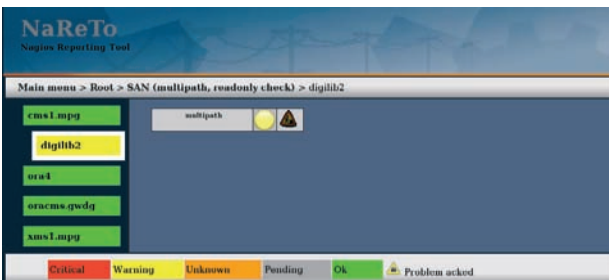 NaReTo
Nagios Reporting Tool
Main menu > Root > SAN (multipath, readonly check) > digilib2
cms1.mpg
multipath
digilib2
ora4
oracms.gwdg
xms1.mpg
Critical Warning Unknown Pending Ok Problem acked